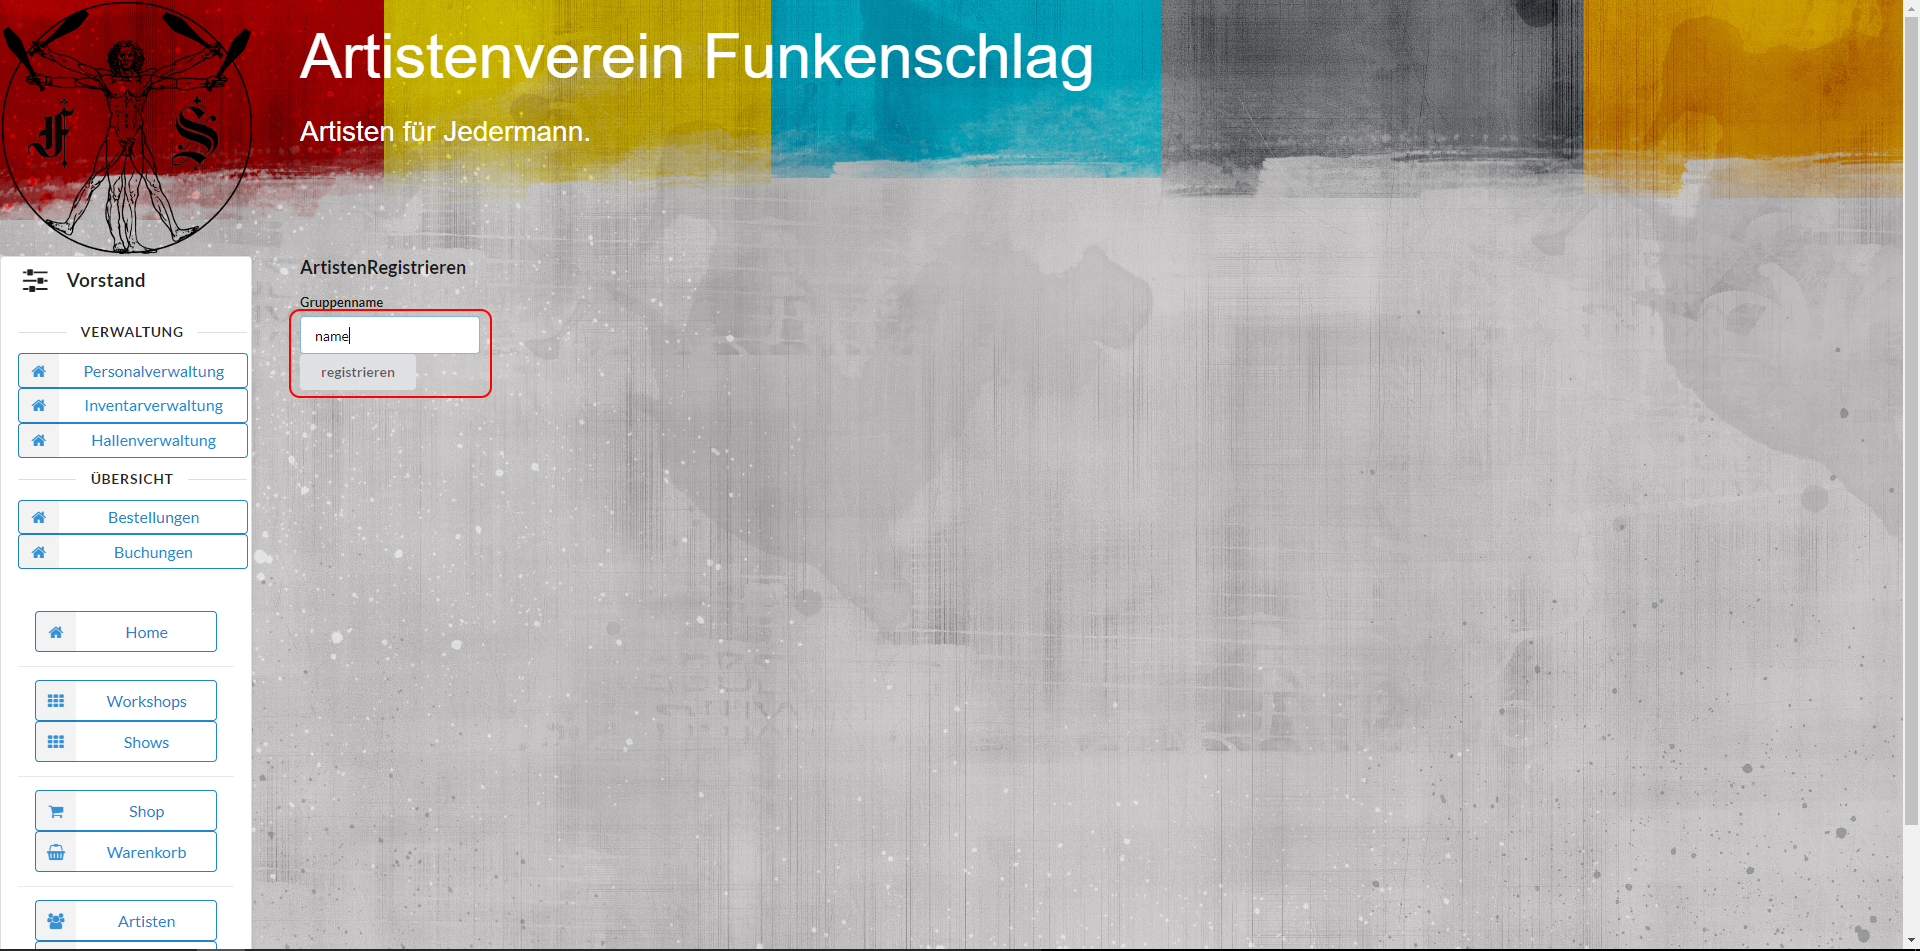 Artistenverein Funkenschlag
Artisten für Jedermann.
F S
Vorstand
VERWALTUNG
Personalverwaltung
Inventarverwaltung
Hallenverwaltung
ÜBERSICHT
Bestellungen
Buchungen
Home
Workshops
Shows
Shop
Warenkorb
Artisten
ArtistenRegistrieren
Gruppenname
name
registrieren